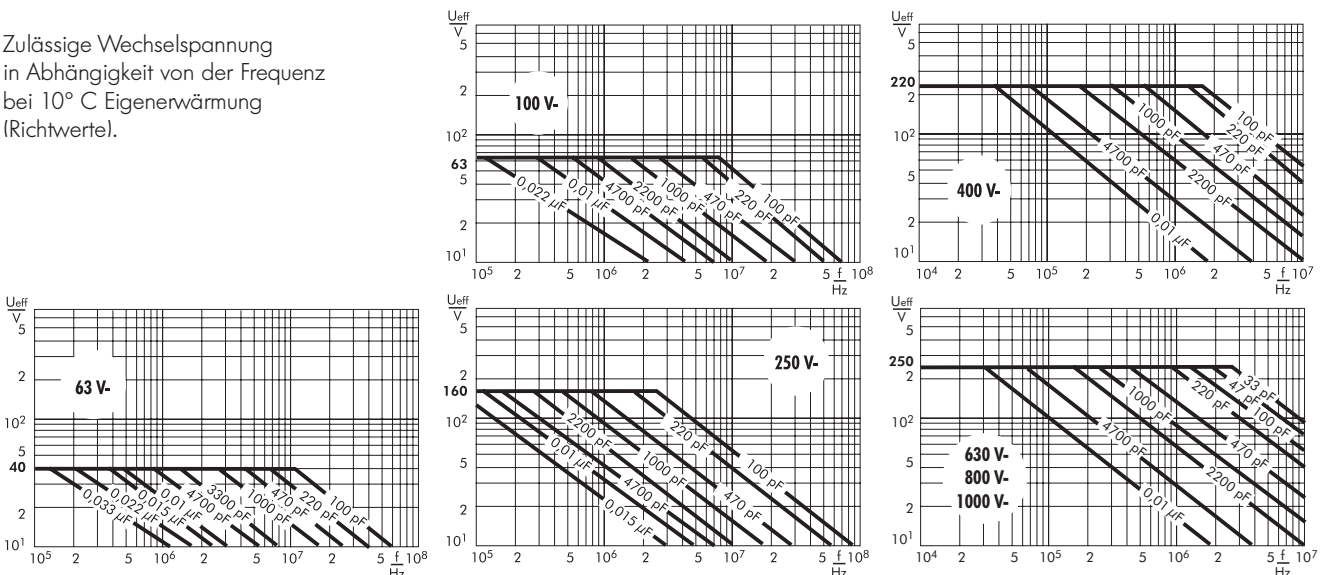 Zulässige Wechselspannung
in Abhängigkeit von der Frequenz
bei 10° C Eigenerwärmung
(Richtwerte).
Ueff
V
5
2
10²
63
5
2
10¹
100 V-
0,022 µF
0,01 µF
4700 pF
2200 pF
1000 pF
470 pF
220 pF
100 pF
10⁵ 2 5 10⁶ 2 5 10⁷ 2 5 f 10⁸
Hz
Ueff
V
5
220
2
10²
5
2
10¹
400 V-
100 pF
220 pF
1000 pF
470 pF
4700 pF
2200 pF
0,01 µF
10⁴ 2 5 10⁵ 2 5 10⁶ 2 5 f 10⁷
Hz
Ueff
V
5
2
10²
5
40
2
10¹
63 V-
0,033 µF
0,022 µF
0,015 µF
0,01 µF
4700 pF
3300 pF
1000 pF
470 pF
220 pF
100 pF
10⁵ 2 5 10⁶ 2 5 10⁷ 2 5 f 10⁸
Hz
Ueff
V
5
2
160
10²
5
2
10¹
250 V-
2200 pF
220 pF
0,01 µF
1000 pF
100 pF
4700 pF
470 pF
0,015 µF
10⁵ 2 5 10⁶ 2 5 10⁷ 2 5 f 10⁸
Hz
Ueff
V
5
250
2
10²
5
2
10¹
630 V-
800 V-
1000 V-
33 pF
47 pF
100 pF
220 pF
1000 pF
470 pF
4700 pF
2200 pF
0,01 µF
10⁴ 2 5 10⁵ 2 5 10⁶ 2 5 f 10⁷
Hz